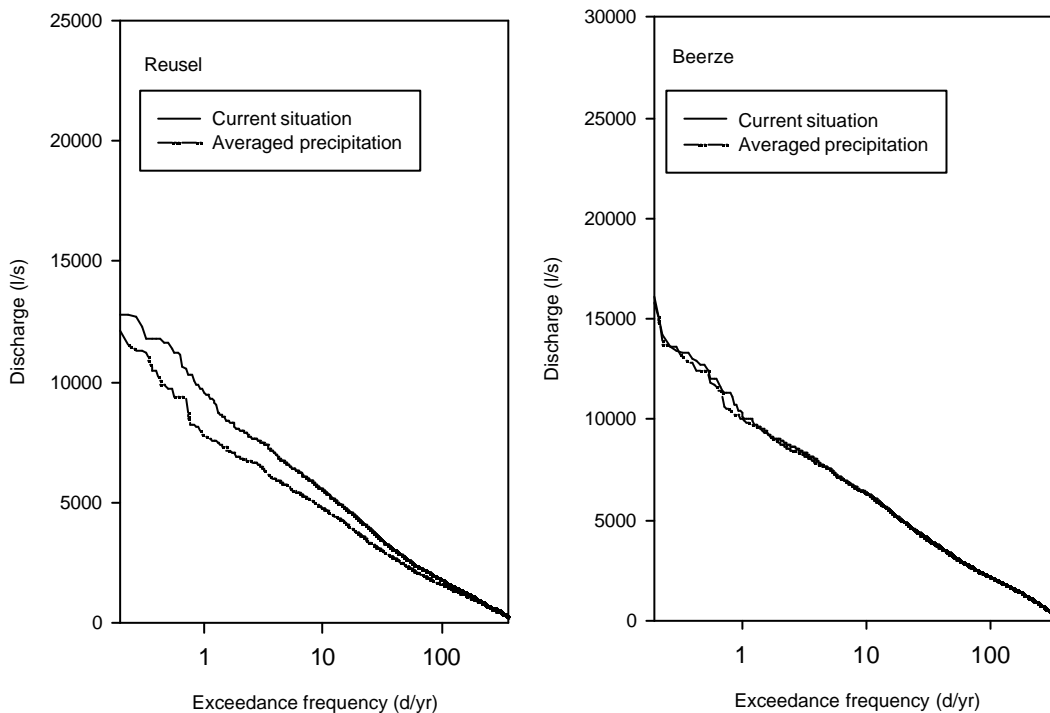 25000
20000
15000
10000
5000
0
Discharge (l/s)
Reusel
Current situation
Averaged precipitation
1
10
100
Exceedance frequency (d/yr)
30000
25000
20000
15000
10000
5000
0
Discharge (l/s)
Beerze
Current situation
Averaged precipitation
1
10
100
Exceedance frequency (d/yr)